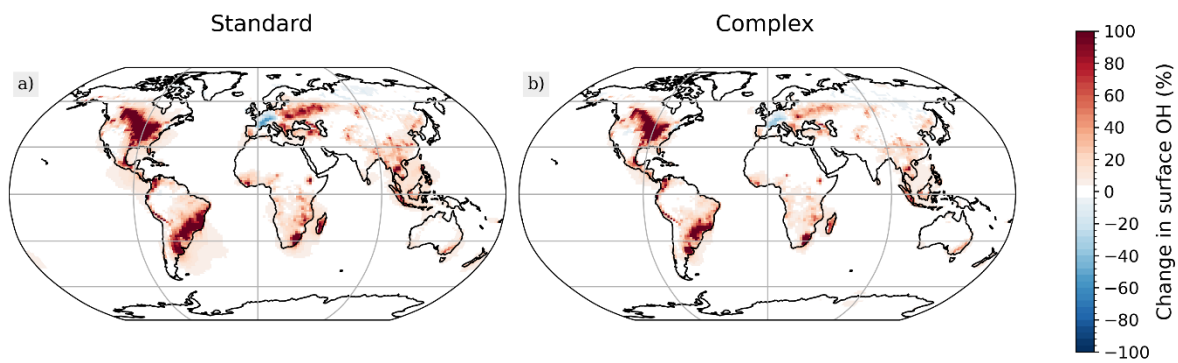 Standard
Complex
a)
b)
100
80
60
40
20
0
−20
−40
−60
−80
−100
Change in surface OH (%)